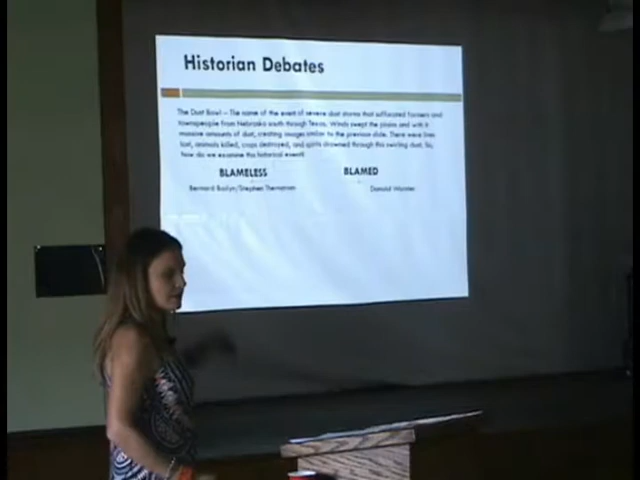 Historian Debates
The Dust Bowl – The name of the event of severe dust storms that suffocated farmers and
townspeople from Nebraska south through Texas. Winds swept the plains and with it
massive amounts of dust, creating images similar to the previous slide. There were lives
lost, animals killed, crops destroyed, and spirits drowned through this swirling dust. So,
how do we examine this historical event?
BLAMELESS BLAMED
Bernard Bailyn/Stephen Thernstrom Donald Worster